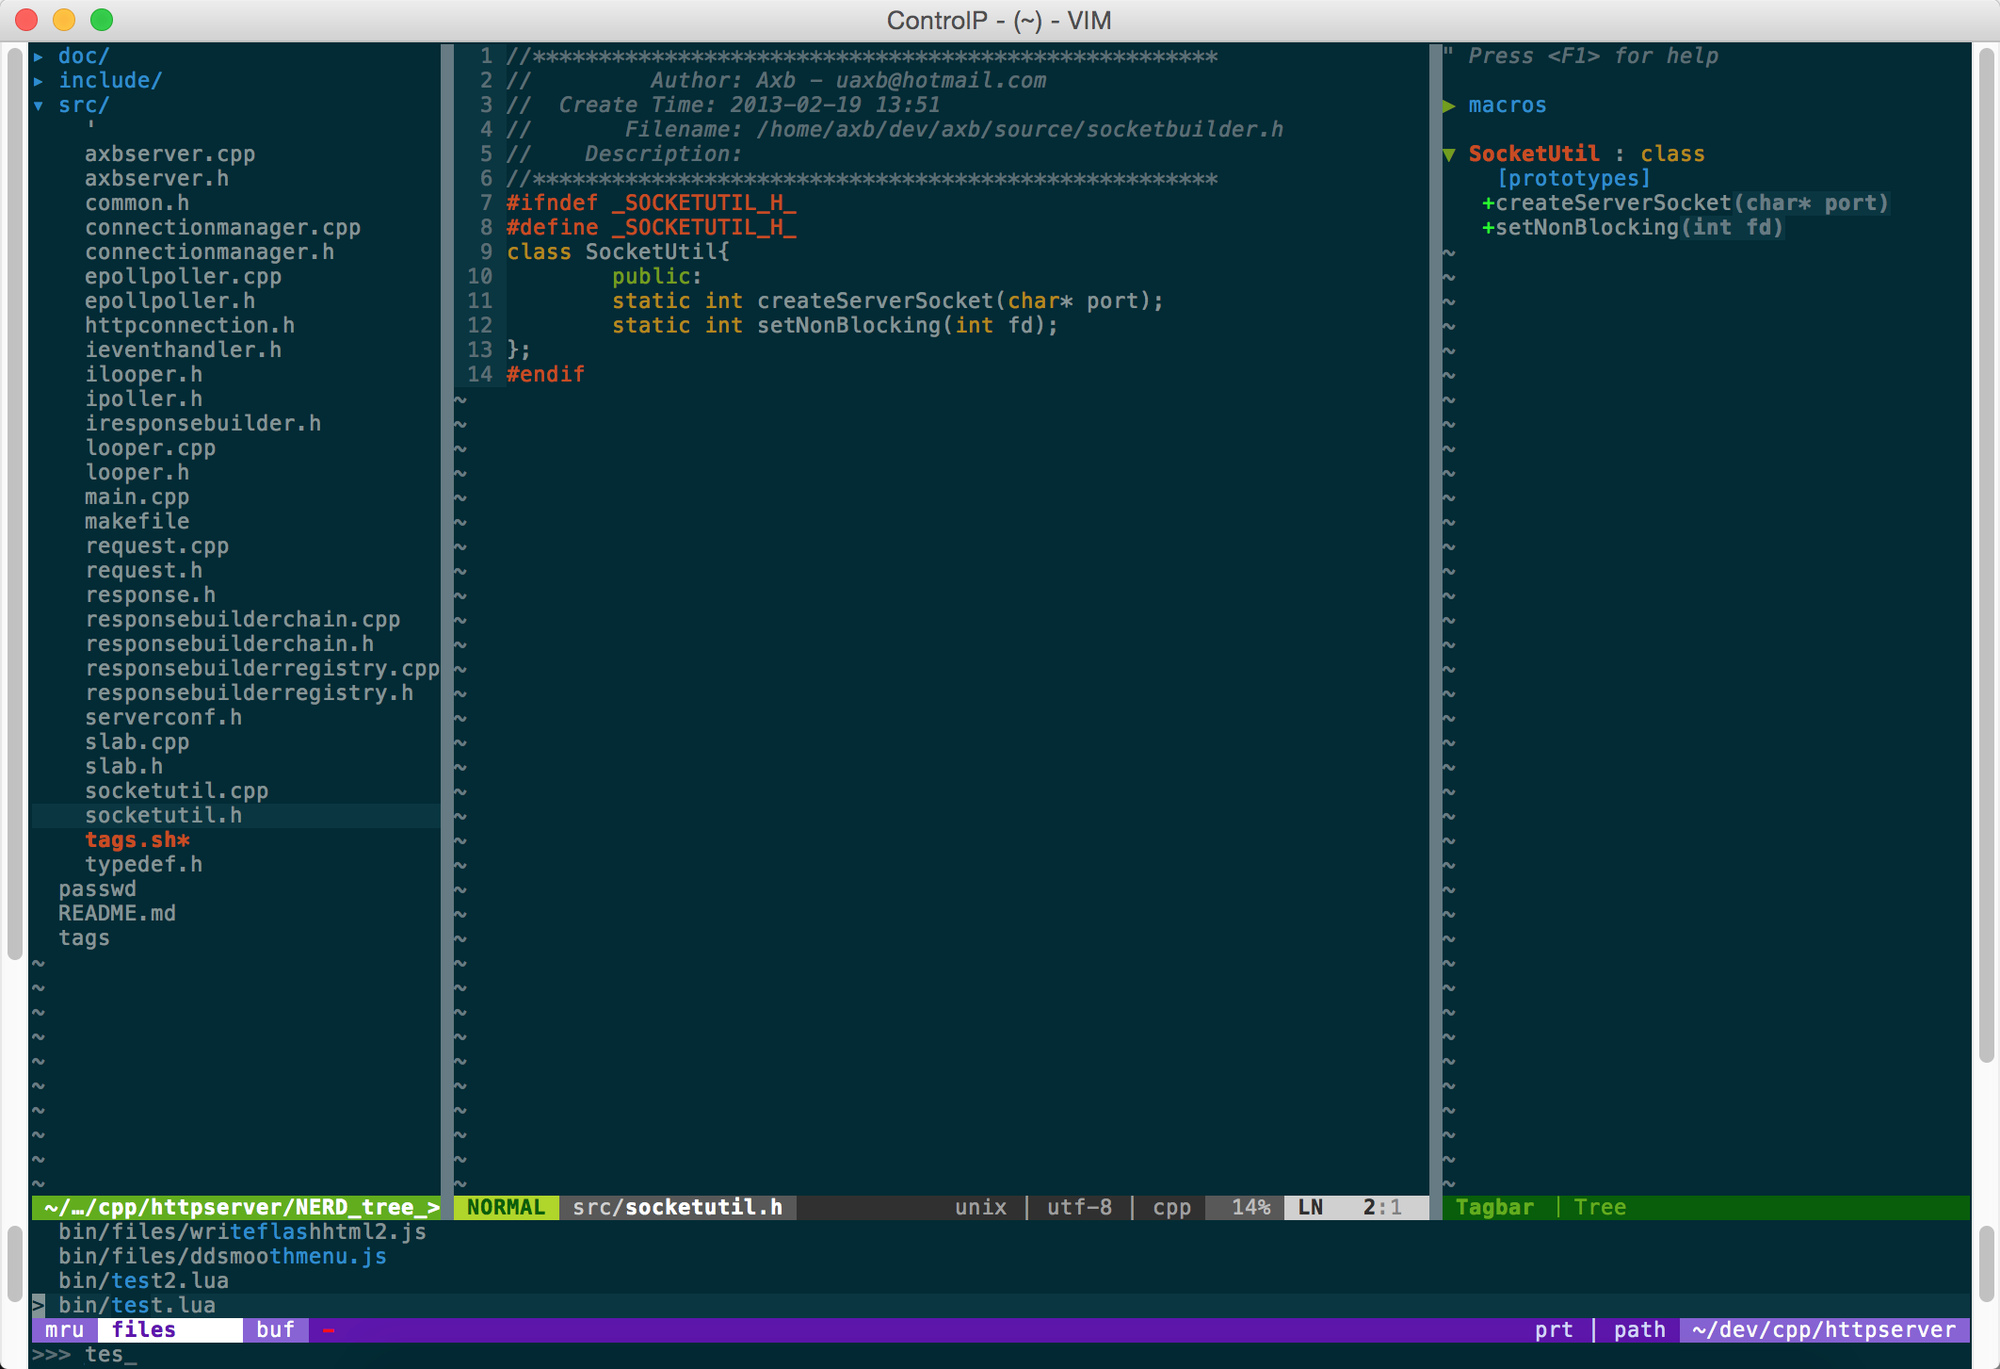 ControlP - (~) - VIM
▸ doc/
▸ include/
▾ src/
'
axbserver.cpp
axbserver.h
common.h
connectionmanager.cpp
connectionmanager.h
epollpoller.cpp
epollpoller.h
httpconnection.h
ieventhandler.h
ilooper.h
ipoller.h
iresponsebuilder.h
looper.cpp
looper.h
main.cpp
makefile
request.cpp
request.h
response.h
responsebuilderchain.cpp
responsebuilderchain.h
responsebuilderregistry.cpp
responsebuilderregistry.h
serverconf.h
slab.cpp
slab.h
socketutil.cpp
socketutil.h
tags.sh*
typedef.h
passwd
README.md
tags
~/…/cpp/httpserver/NERD_tree_>
1 //****************************************************
2 //         Author: Axb - uaxb@hotmail.com
3 //  Create Time: 2013-02-19 13:51
4 //       Filename: /home/axb/dev/axb/source/socketbuilder.h
5 //    Description:
6 //****************************************************
7 #ifndef _SOCKETUTIL_H_
8 #define _SOCKETUTIL_H_
9 class SocketUtil{
10         public:
11         static int createServerSocket(char* port);
12         static int setNonBlocking(int fd);
13 };
14 #endif
NORMAL src/socketutil.h unix | utf-8 | cpp 14% LN 2:1
" Press <F1> for help
▶ macros
▼ SocketUtil : class
[prototypes]
+createServerSocket(char* port)
+setNonBlocking(int fd)
Tagbar | Tree
bin/files/writeflashhtml2.js
bin/files/ddsmoothmenu.js
bin/test2.lua
> bin/test.lua
mru files buf - prt | path ~/dev/cpp/httpserver
>>> tes_